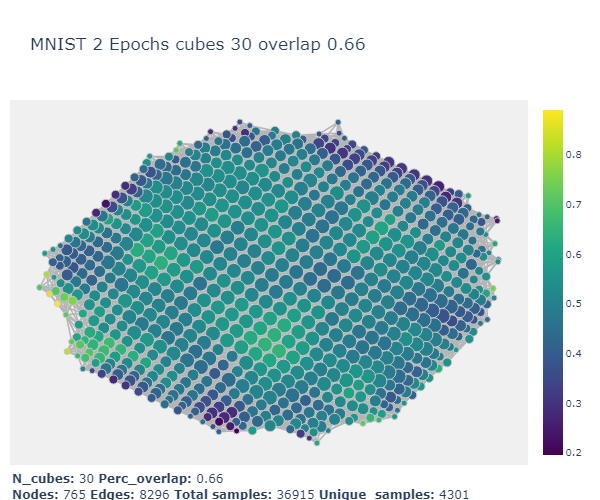 MNIST 2 Epochs cubes 30 overlap 0.66
0.8
0.7
0.6
0.5
0.4
0.3
0.2
N_cubes: 30 Perc_overlap: 0.66
Nodes: 765 Edges: 8296 Total samples: 36915 Unique_samples: 4301